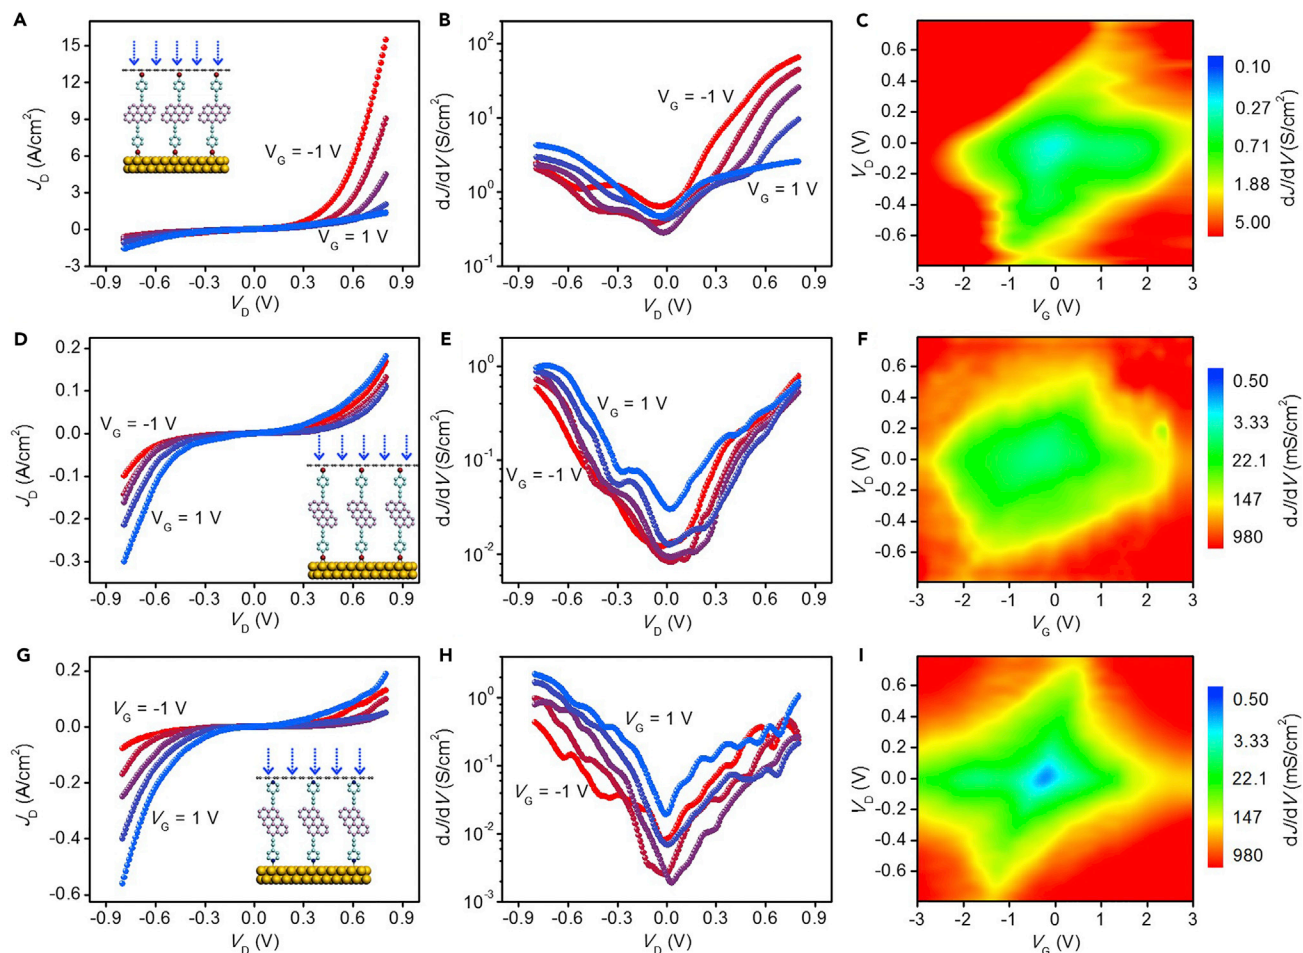 A
15
12
9
6
3
0
-3
J_D (A/cm²)
V_G = -1 V
V_G = 1 V
-0.9 -0.6 -0.3 0.0 0.3 0.6 0.9
V_D (V)
B
10²
10¹
10⁰
10⁻¹
dJ/dV (S/cm²)
V_G = -1 V
V_G = 1 V
-0.9 -0.6 -0.3 0.0 0.3 0.6 0.9
V_D (V)
C
0.6
0.4
0.2
0.0
-0.2
-0.4
-0.6
V_D (V)
-3 -2 -1 0 1 2 3
V_G (V)
0.10
0.27
0.71
1.88
5.00
dJ/dV (S/cm²)
D
0.2
0.1
0.0
-0.1
-0.2
-0.3
J_D (A/cm²)
V_G = -1 V
V_G = 1 V
-0.9 -0.6 -0.3 0.0 0.3 0.6 0.9
V_D (V)
E
10⁰
10⁻¹
10⁻²
dJ/dV (S/cm²)
V_G = 1 V
V_G = -1 V
-0.9 -0.6 -0.3 0.0 0.3 0.6 0.9
V_D (V)
F
0.6
0.4
0.2
0.0
-0.2
-0.4
-0.6
V_D (V)
-3 -2 -1 0 1 2 3
V_G (V)
0.50
3.33
22.1
147
980
dJ/dV (mS/cm²)
G
0.2
0.0
-0.2
-0.4
-0.6
J_D (A/cm²)
V_G = -1 V
V_G = 1 V
-0.9 -0.6 -0.3 0.0 0.3 0.6 0.9
V_D (V)
H
10⁰
10⁻¹
10⁻²
10⁻³
dJ/dV (S/cm²)
V_G = 1 V
V_G = -1 V
-0.9 -0.6 -0.3 0.0 0.3 0.6 0.9
V_D (V)
I
0.6
0.4
0.2
0.0
-0.2
-0.4
-0.6
V_D (V)
-3 -2 -1 0 1 2 3
V_G (V)
0.50
3.33
22.1
147
980
dJ/dV (S/cm²)